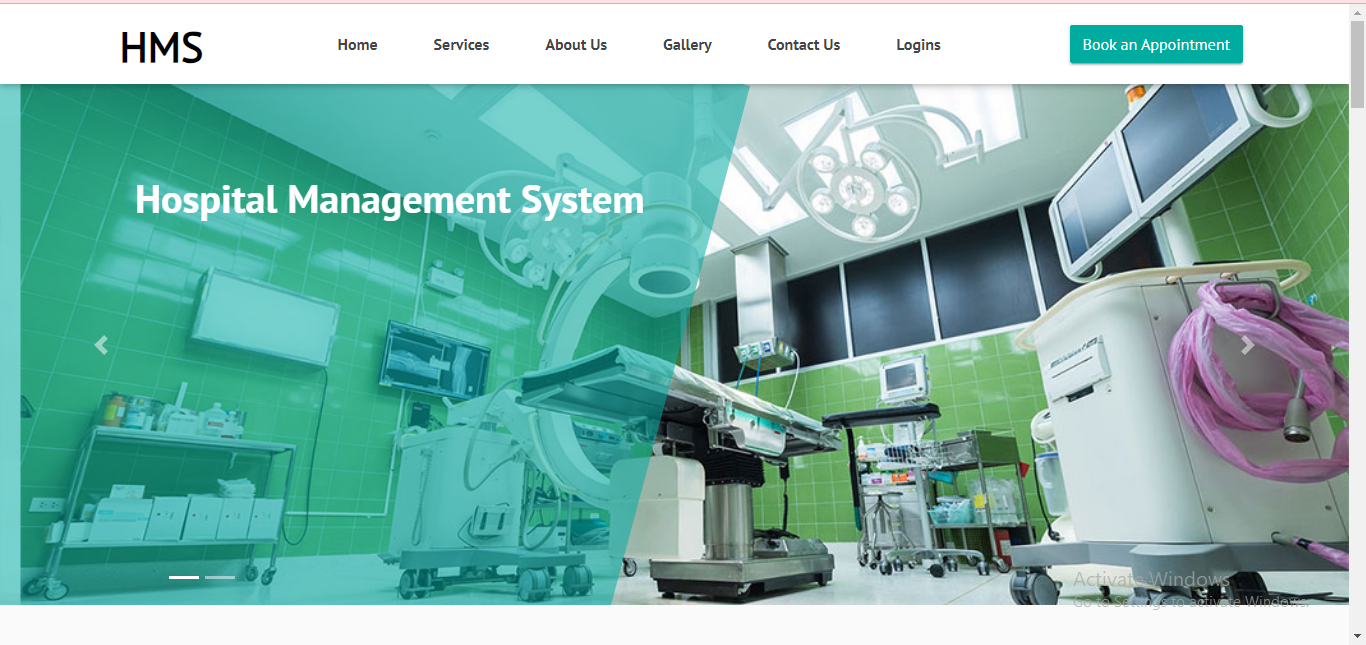 HMS
Home
Services
About Us
Gallery
Contact Us
Logins
Book an Appointment
Hospital Management System
Activate Windows
Go to Settings to activate Windows.